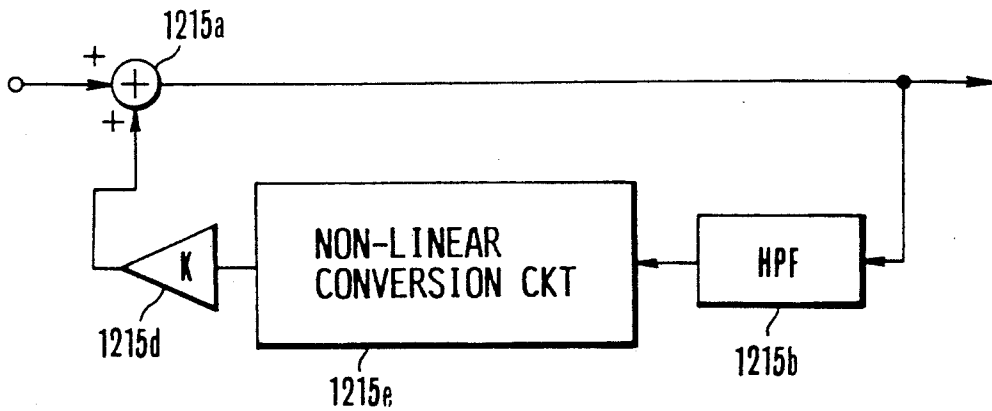 1215a
+
+
+
K
NON-LINEAR
CONVERSION CKT
HPF
1215d
1215b
1215e